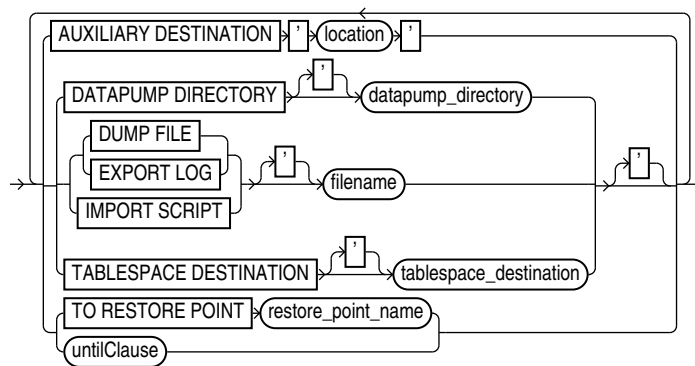 AUXILIARY DESTINATION ' location '
DATAPUMP DIRECTORY ' datapump_directory
DUMP FILE
EXPORT LOG
IMPORT SCRIPT
' filename '
TABLESPACE DESTINATION ' tablespace_destination
TO RESTORE POINT restore_point_name
untilClause